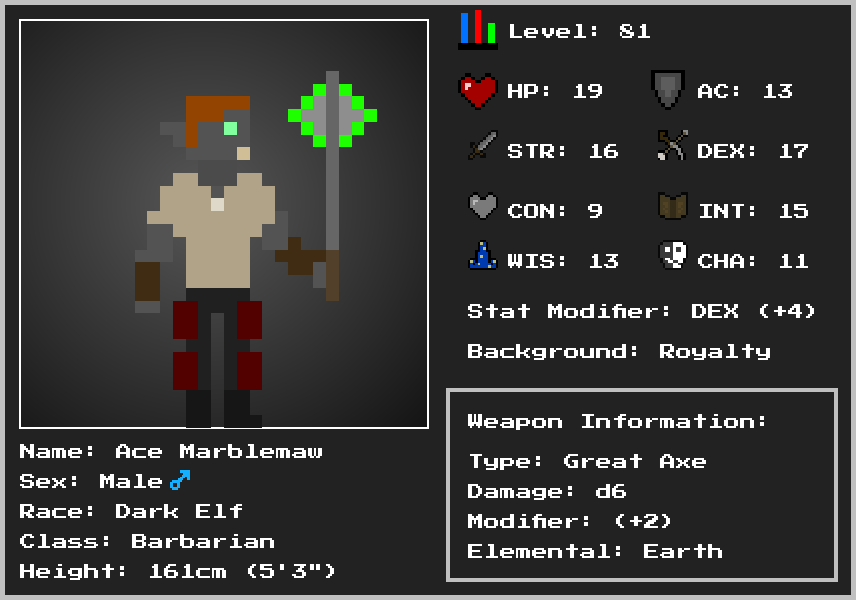 Level: 81
HP: 19 AC: 13
STR: 16 DEX: 17
CON: 9 INT: 15
WIS: 13 CHA: 11
Stat Modifier: DEX (+4)
Background: Royalty
Weapon Information:
Type: Great Axe
Damage: d6
Modifier: (+2)
Elemental: Earth
Name: Ace Marblemaw
Sex: Male ♂
Race: Dark Elf
Class: Barbarian
Height: 161cm (5'3")